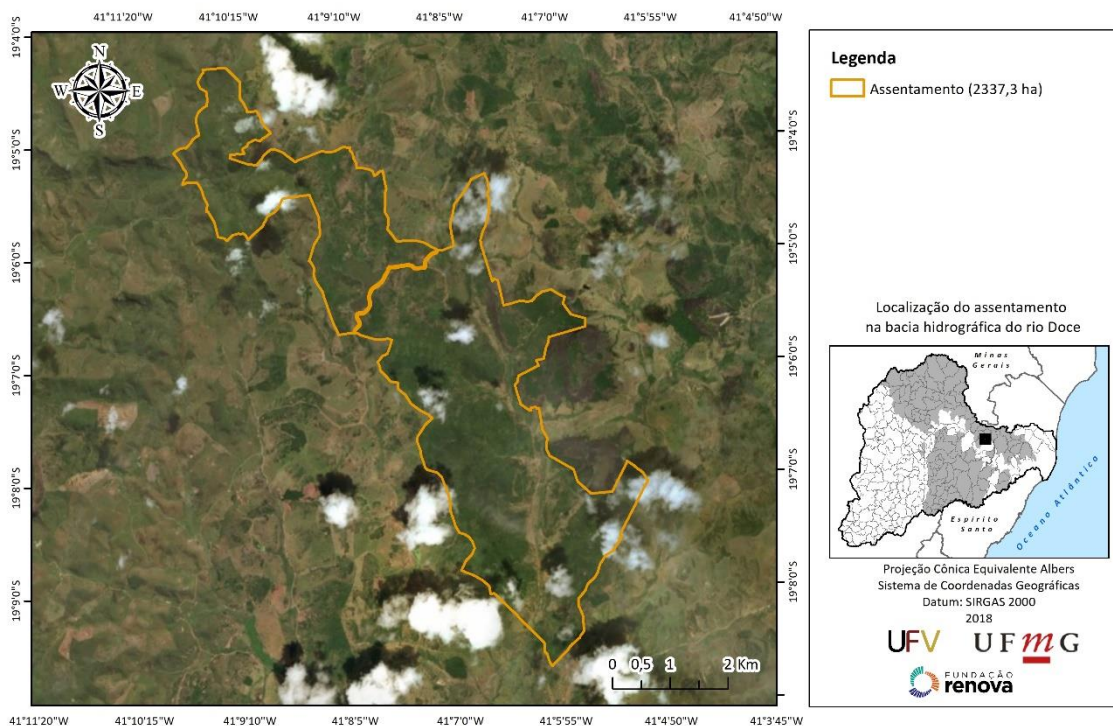 41°11'20"W 41°10'15"W 41°9'10"W 41°8'5"W 41°7'0"W 41°5'55"W 41°4'50"W
19°4'0"S
19°5'0"S
19°6'0"S
19°7'0"S
19°8'0"S
19°9'0"S
N
W E
S
19°4'0"S
19°5'0"S
19°6'0"S
19°7'0"S
19°8'0"S
0 0,5 1 2 Km
41°11'20"W 41°10'15"W 41°9'10"W 41°8'5"W 41°7'0"W 41°5'55"W 41°4'50"W 41°3'45"W
Legenda
Assentamento (2337,3 ha)
Localização do assentamento
na bacia hidrográfica do rio Doce
Minas
Gerais
Espírito
Santo
Oceano Atlântico
Projeção Cônica Equivalente Albers
Sistema de Coordenadas Geográficas
Datum: SIRGAS 2000
2018
UFV UFmG
FUNDAÇÃO
renova